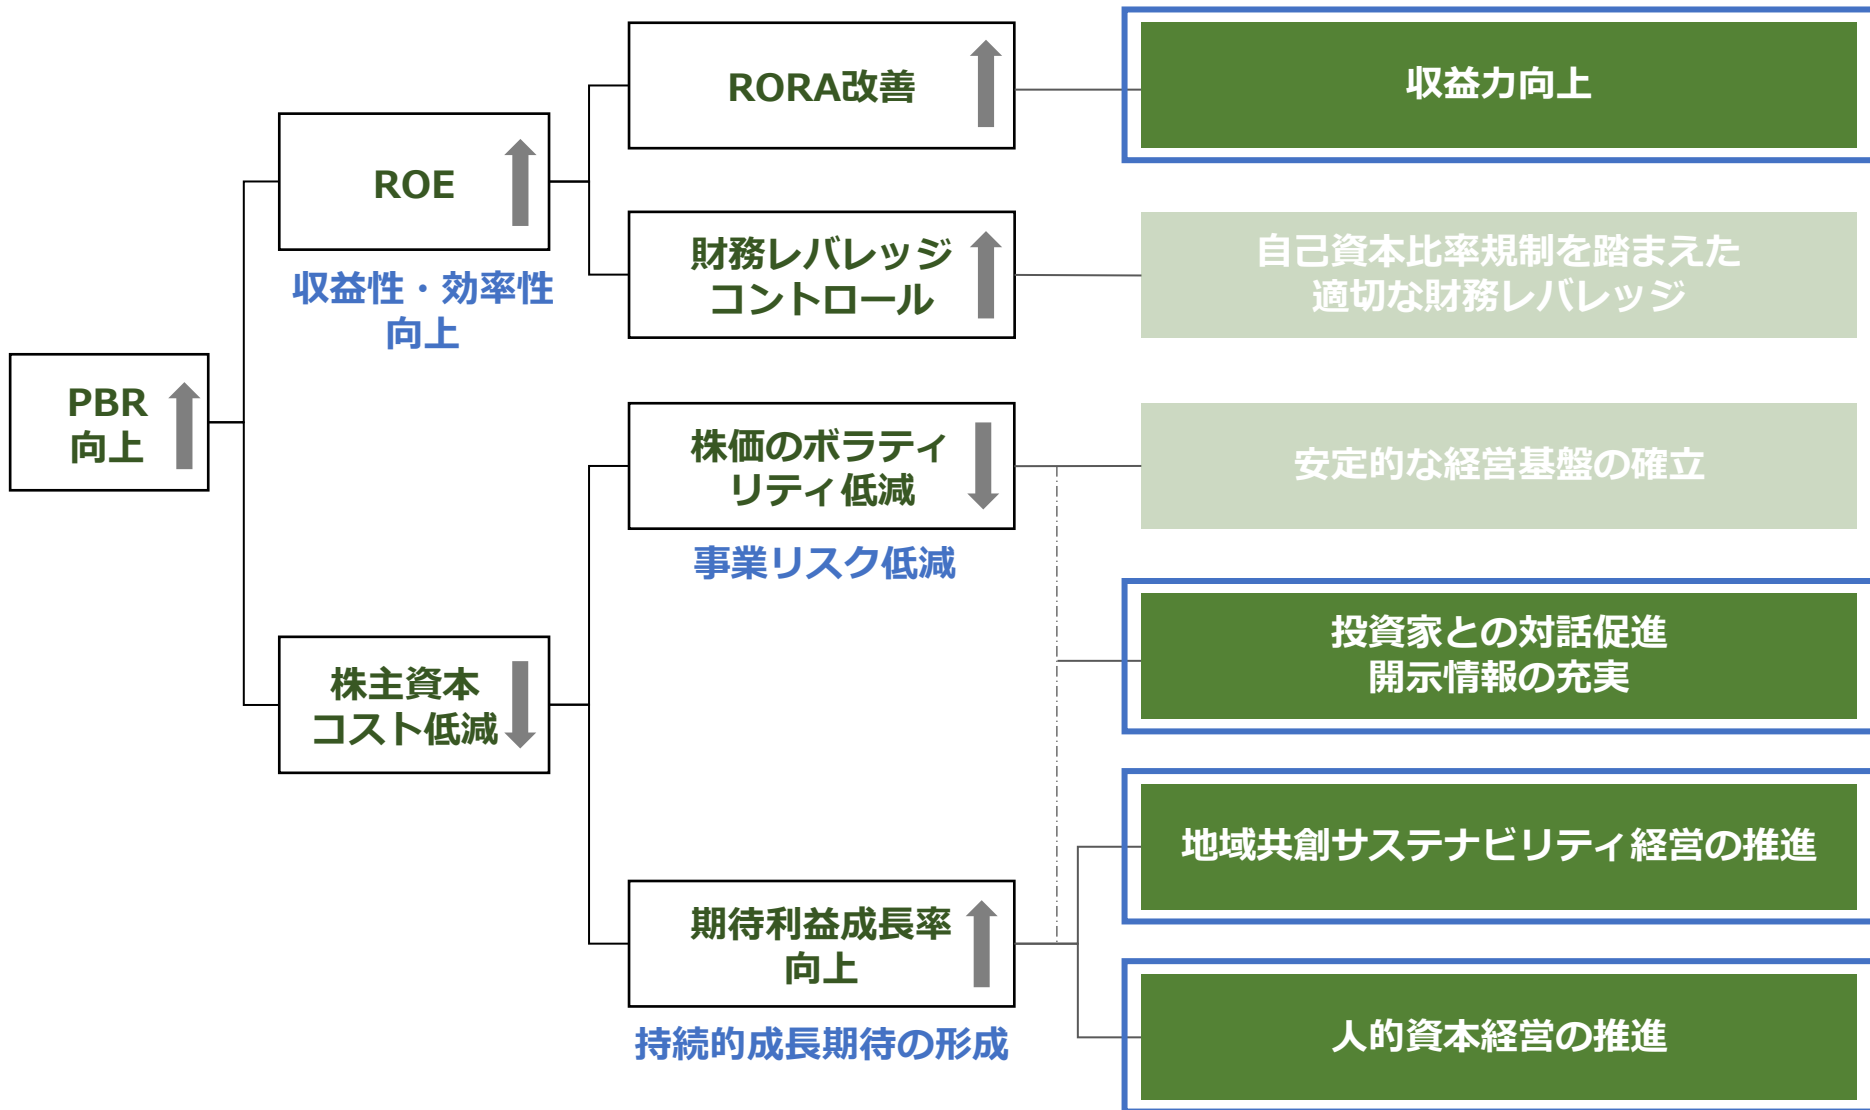 PBR
向上
ROE
収益性・効率性
向上
株主資本
コスト低減
RORA改善
財務レバレッジ
コントロール
株価のボラティ
リティ低減
事業リスク低減
期待利益成長率
向上
持続的成長期待の形成
収益力向上
自己資本比率規制を踏まえた
適切な財務レバレッジ
安定的な経営基盤の確立
投資家との対話促進
開示情報の充実
地域共創サステナビリティ経営の推進
人的資本経営の推進